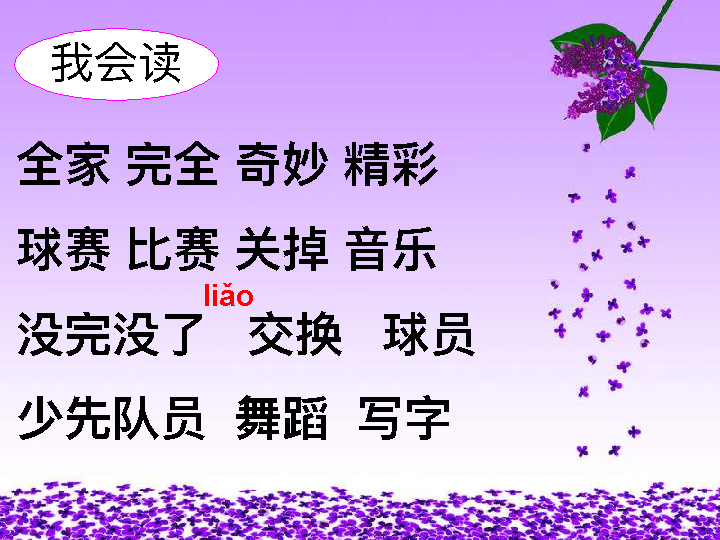 我会读
全家 完全 奇妙 精彩
球赛 比赛 关掉 音乐
liǎo
没完没了 交换 球员
少先队员 舞蹈 写字